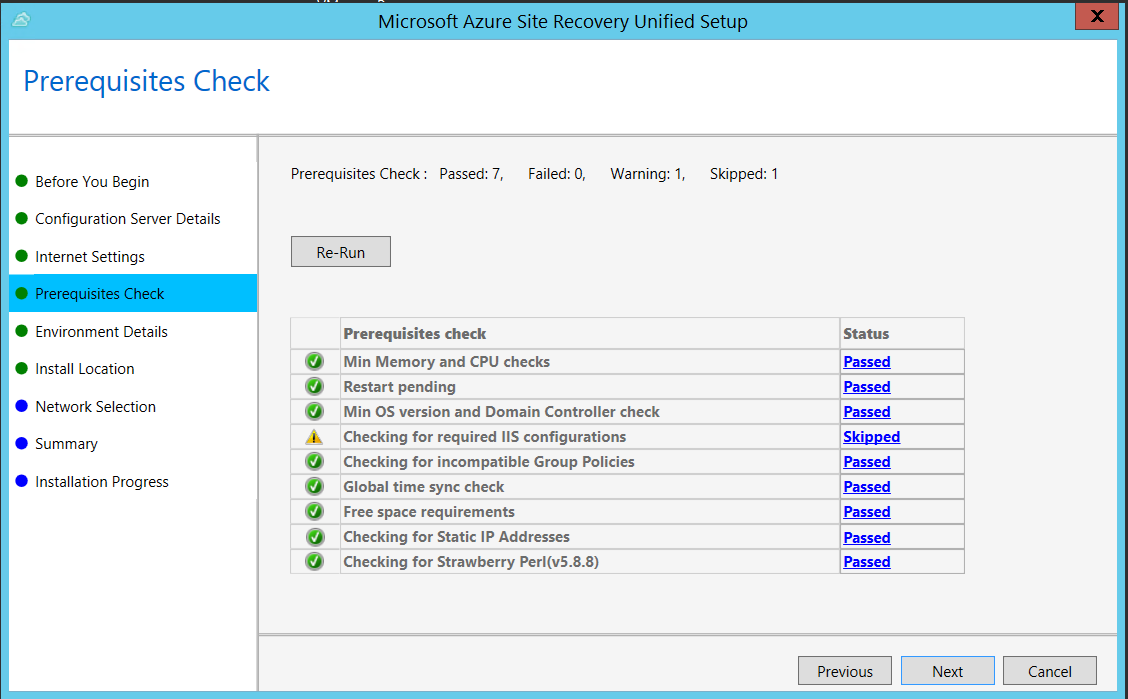 Microsoft Azure Site Recovery Unified Setup
X
Prerequisites Check
Before You Begin
Configuration Server Details
Internet Settings
Prerequisites Check
Environment Details
Install Location
Network Selection
Summary
Installation Progress
Prerequisites Check : Passed: 7, Failed: 0, Warning: 1, Skipped: 1
Re-Run
Prerequisites check Status
Min Memory and CPU checks Passed
Restart pending Passed
Min OS version and Domain Controller check Passed
Checking for required IIS configurations Skipped
Checking for incompatible Group Policies Passed
Global time sync check Passed
Free space requirements Passed
Checking for Static IP Addresses Passed
Checking for Strawberry Perl(v5.8.8) Passed
Previous Next Cancel